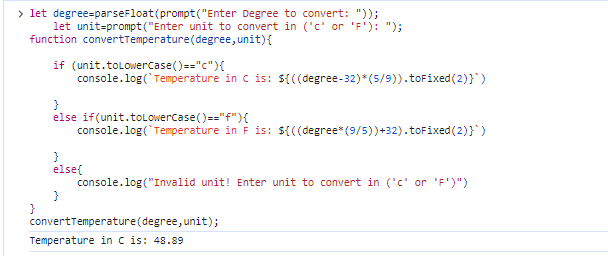 let degree=parseFloat(prompt("Enter Degree to convert: "));
let unit=prompt("Enter unit to convert in ('c' or 'F'): ");
function convertTemperature(degree,unit){
if (unit.toLowerCase()=="c"){
console.log(`Temperature in C is: ${((degree-32)*(5/9)).toFixed(2)}`)
}
else if(unit.toLowerCase()=="f"){
console.log(`Temperature in F is: ${((degree*(9/5))+32).toFixed(2)}`)
}
else{
console.log("Invalid unit! Enter unit to convert in ('c' or 'F')")
}
}
convertTemperature(degree,unit);
Temperature in C is: 48.89